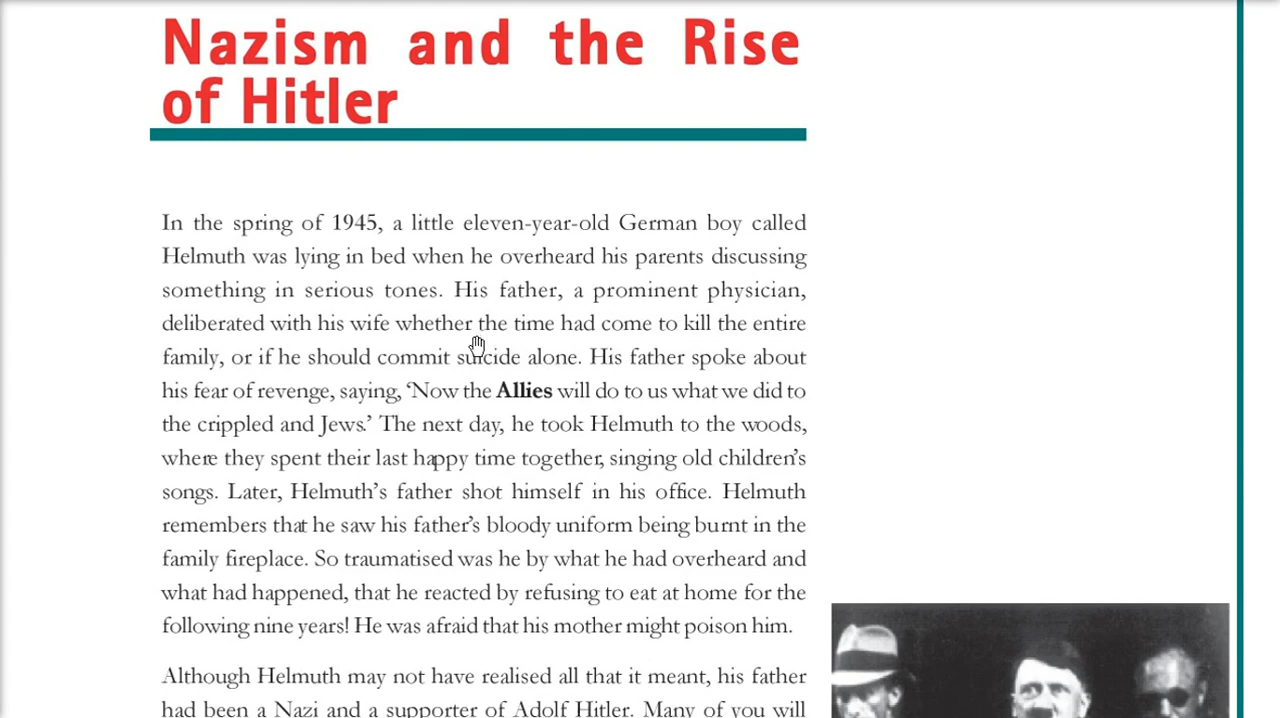 Nazism and the Rise
of Hitler
In the spring of 1945, a little eleven-year-old German boy called
Helmuth was lying in bed when he overheard his parents discussing
something in serious tones. His father, a prominent physician,
deliberated with his wife whether the time had come to kill the entire
family, or if he should commit suicide alone. His father spoke about
his fear of revenge, saying, ‘Now the Allies will do to us what we did to
the crippled and Jews.’ The next day, he took Helmuth to the woods,
where they spent their last happy time together, singing old children’s
songs. Later, Helmuth’s father shot himself in his office. Helmuth
remembers that he saw his father’s bloody uniform being burnt in the
family fireplace. So traumatised was he by what he had overheard and
what had happened, that he reacted by refusing to eat at home for the
following nine years! He was afraid that his mother might poison him.
Although Helmuth may not have realised all that it meant, his father
had been a Nazi and a supporter of Adolf Hitler. Many of you will